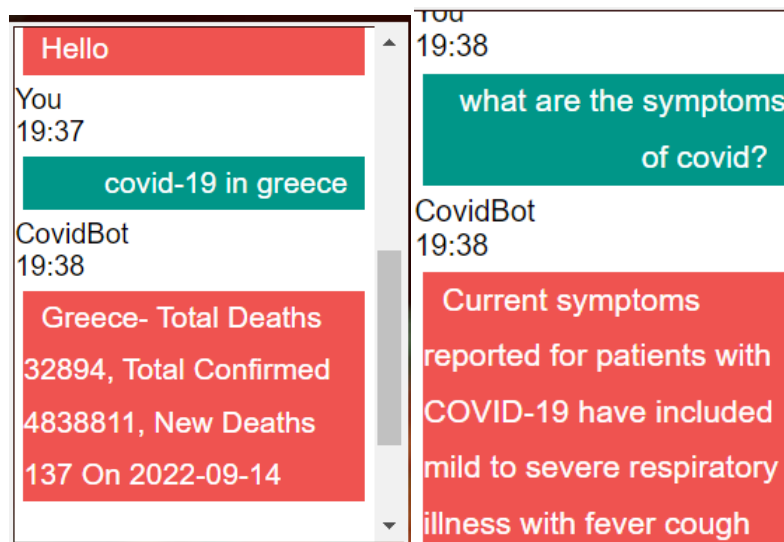 Hello
You
19:37
covid-19 in greece
CovidBot
19:38
Greece- Total Deaths
32894, Total Confirmed
4838811, New Deaths
137 On 2022-09-14
You
19:38
what are the symptoms
of covid?
CovidBot
19:38
Current symptoms
reported for patients with
COVID-19 have included
mild to severe respiratory
illness with fever cough